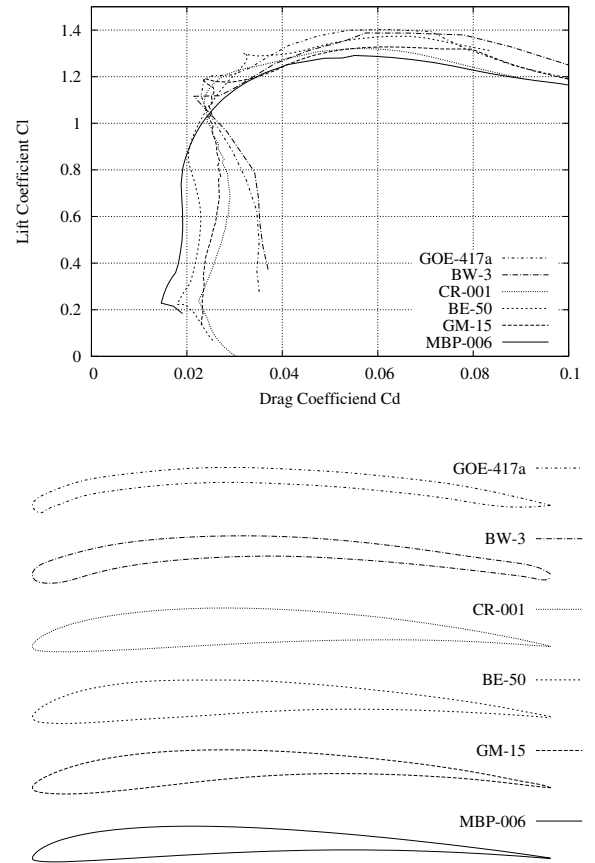 1.4
1.2
1
0.8
0.6
0.4
0.2
0
Lift Coefficient Cl
GOE-417a
BW-3
CR-001
BE-50
GM-15
MBP-006
0 0.02 0.04 0.06 0.08 0.1
Drag Coefficiend Cd
GOE-417a
BW-3
CR-001
BE-50
GM-15
MBP-006